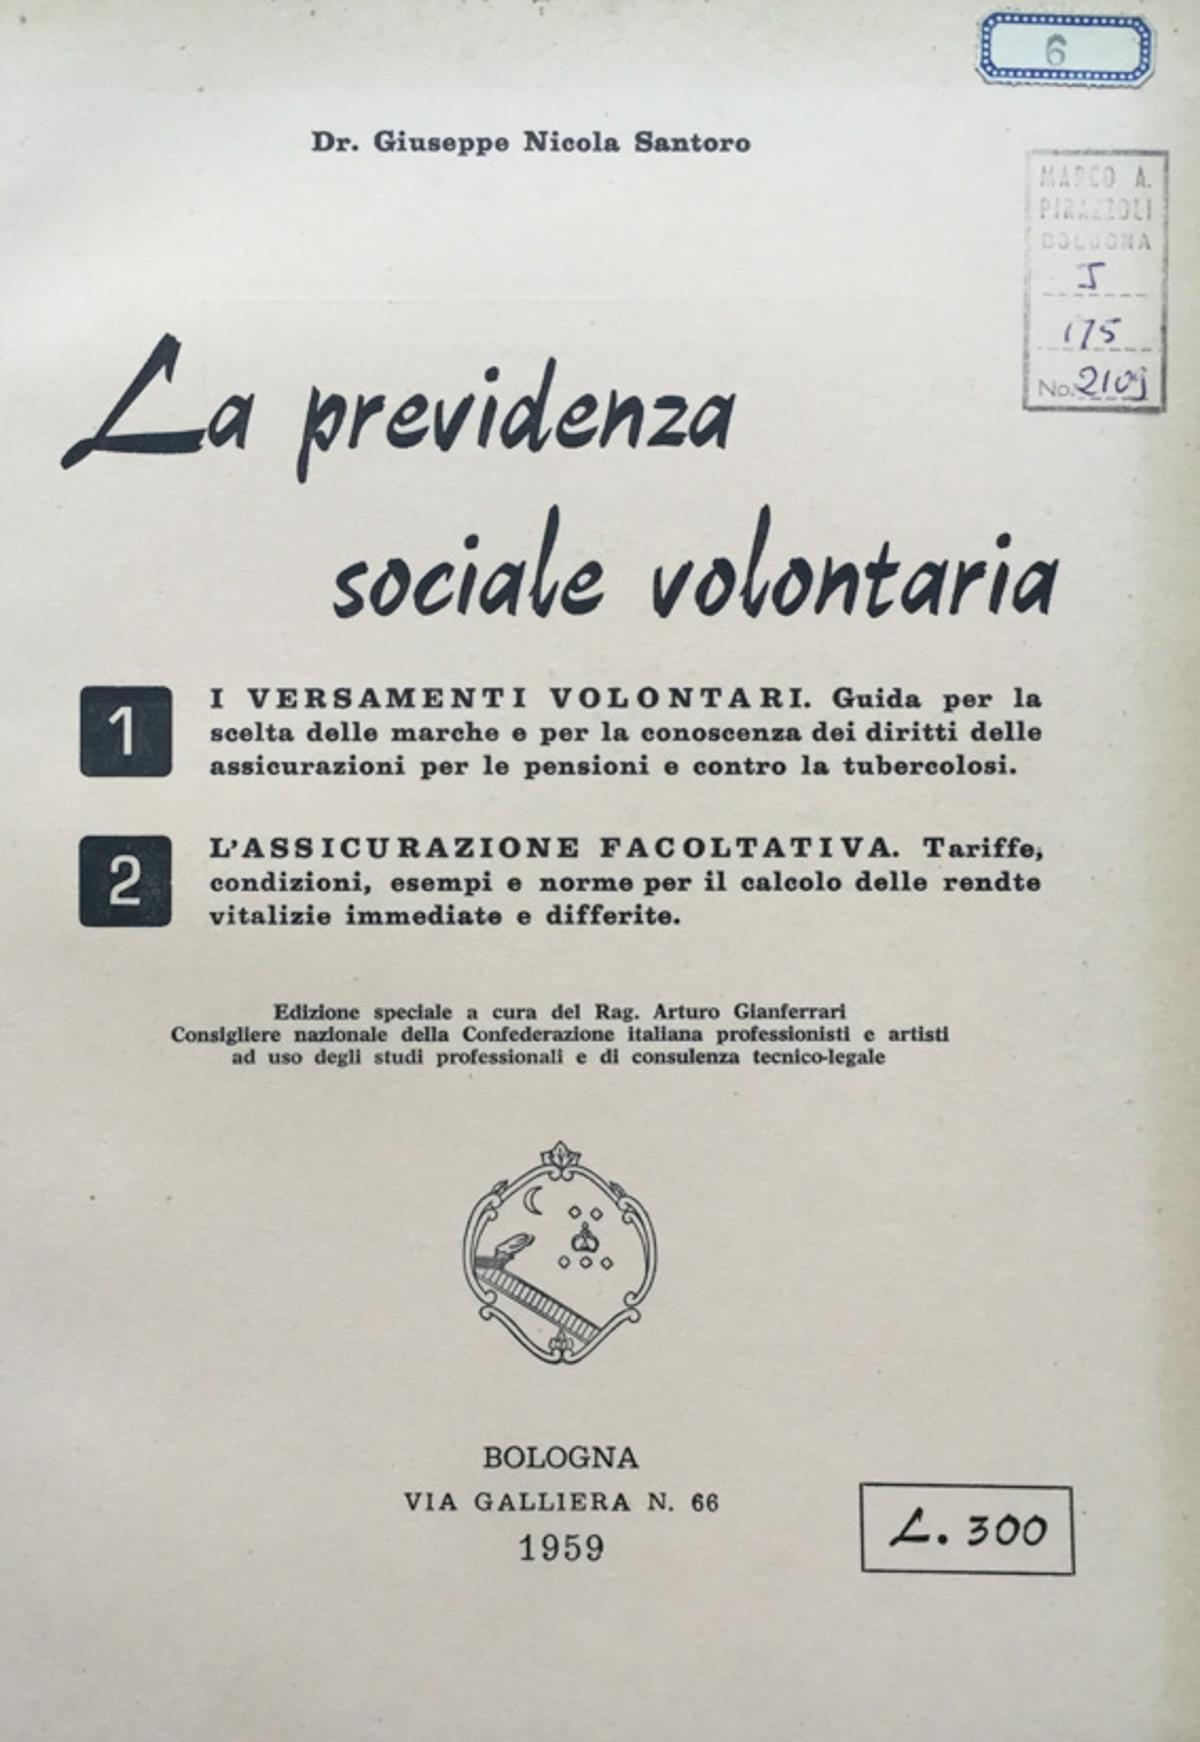 6
Dr. Giuseppe Nicola Santoro
MARCO A.
PIRAZZOLI
BOLOGNA
I
175
No. 2109
La previdenza
sociale volontaria
1
I VERSAMENTI VOLONTARI. Guida per la
scelta delle marche e per la conoscenza dei diritti delle
assicurazioni per le pensioni e contro la tubercolosi.
2
L'ASSICURAZIONE FACOLTATIVA. Tariffe,
condizioni, esempi e norme per il calcolo delle rendte
vitalizie immediate e differite.
Edizione speciale a cura del Rag. Arturo Gianferrari
Consigliere nazionale della Confederazione italiana professionisti e artisti
ad uso degli studi professionali e di consulenza tecnico-legale
BOLOGNA
VIA GALLIERA N. 66
1959
L. 300